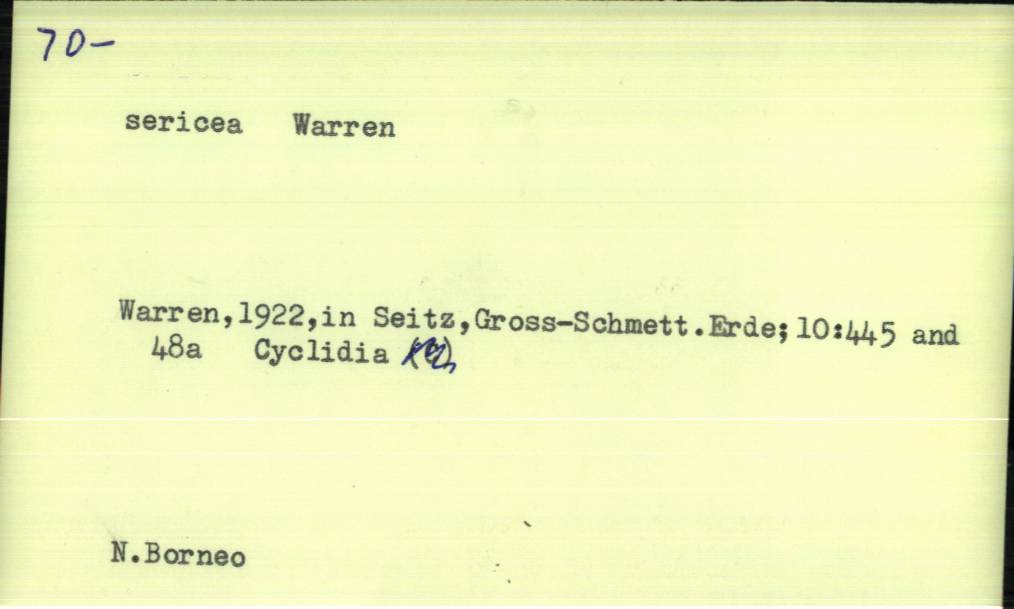 70-
sericea Warren
Warren,1922,in Seitz,Gross-Schmett.Erde;10:445 and
48a Cyclidia
N.Borneo